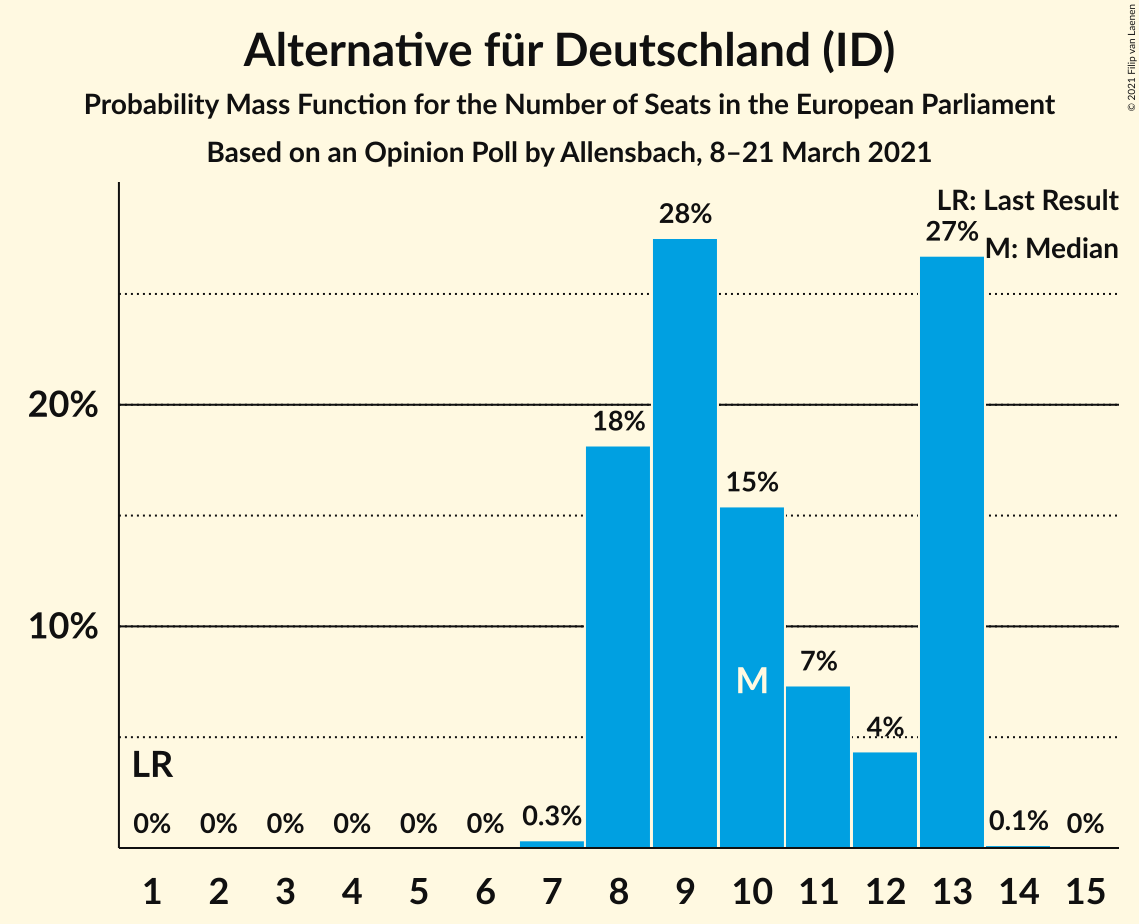 Alternative für Deutschland (ID)
Probability Mass Function for the Number of Seats in the European Parliament
Based on an Opinion Poll by Allensbach, 8–21 March 2021
© 2021 Filip van Laenen
LR: Last Result
M: Median
28%
27%
20%
18%
15%
10%
7%
M
4%
LR
0% 0% 0% 0% 0% 0% 0.3% 0.1% 0%
1 2 3 4 5 6 7 8 9 10 11 12 13 14 15